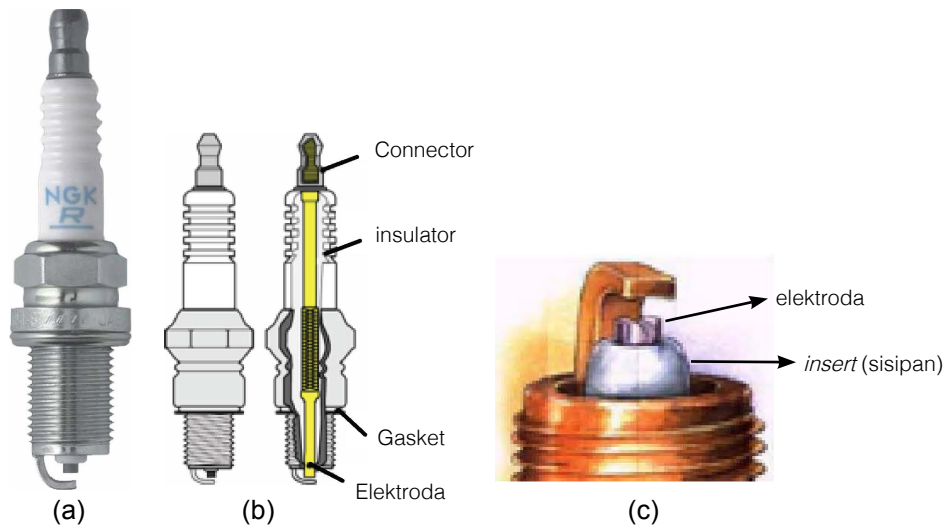 NGK
R
Connector
insulator
Gasket
Elektroda
elektroda
insert (sisipan)
(a)
(b)
(c)